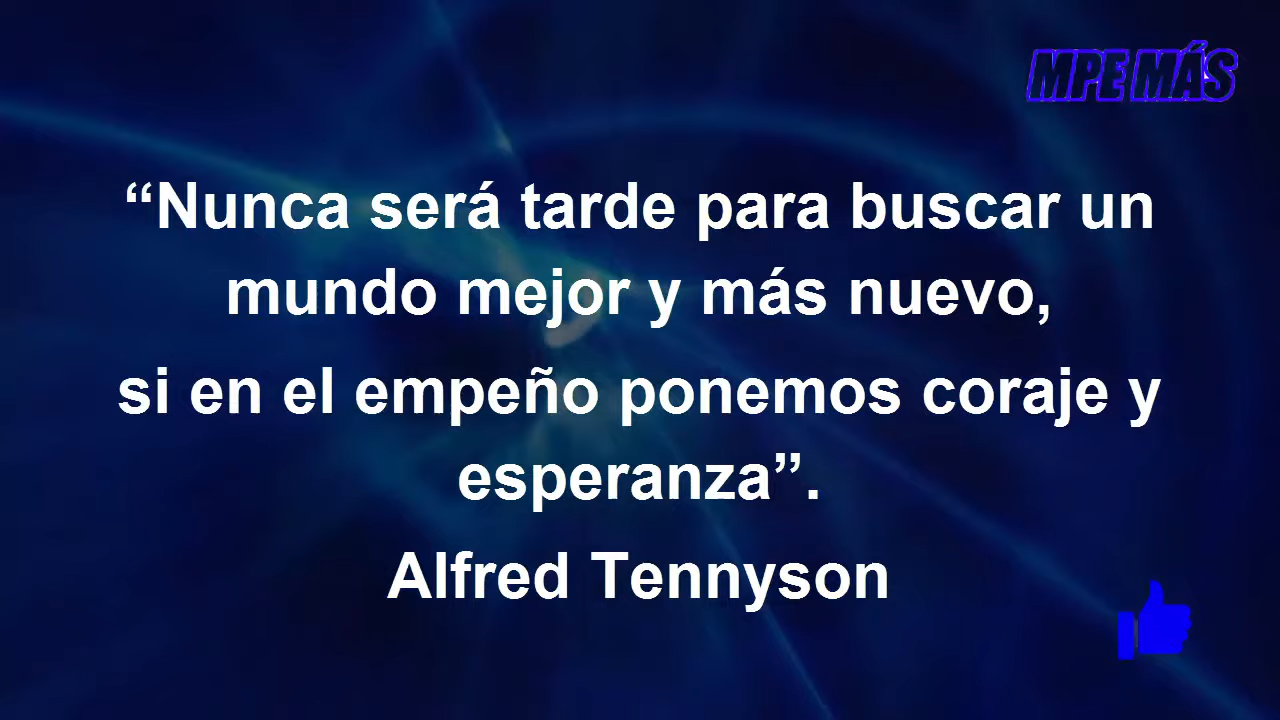 MPE MÁS
“Nunca será tarde para buscar un
mundo mejor y más nuevo,
si en el empeño ponemos coraje y
esperanza”.
Alfred Tennyson